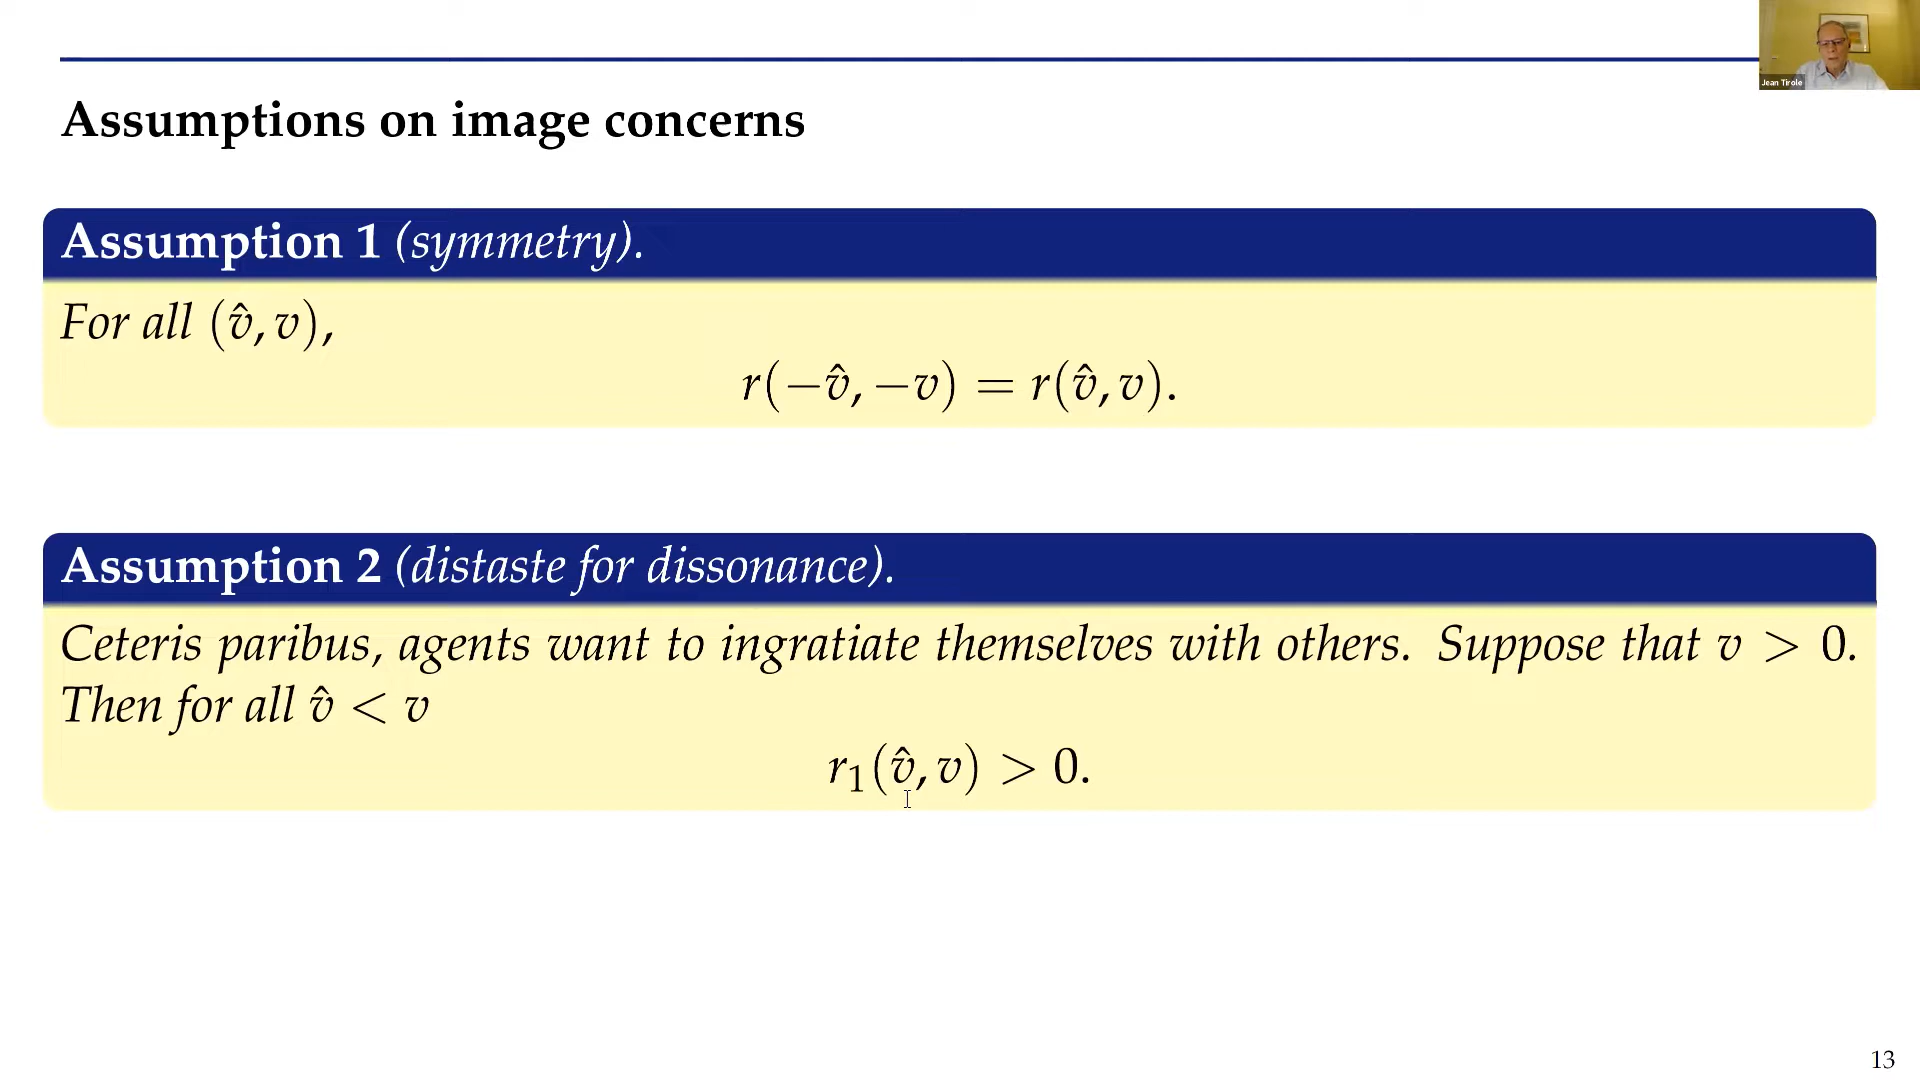 Jean Tirole
Assumptions on image concerns
Assumption 1 (symmetry).
For all (v̂, v),
r(−v̂, −v) = r(v̂, v).
Assumption 2 (distaste for dissonance).
Ceteris paribus, agents want to ingratiate themselves with others. Suppose that v > 0.
Then for all v̂ < v
r₁(v̂, v) > 0.
13